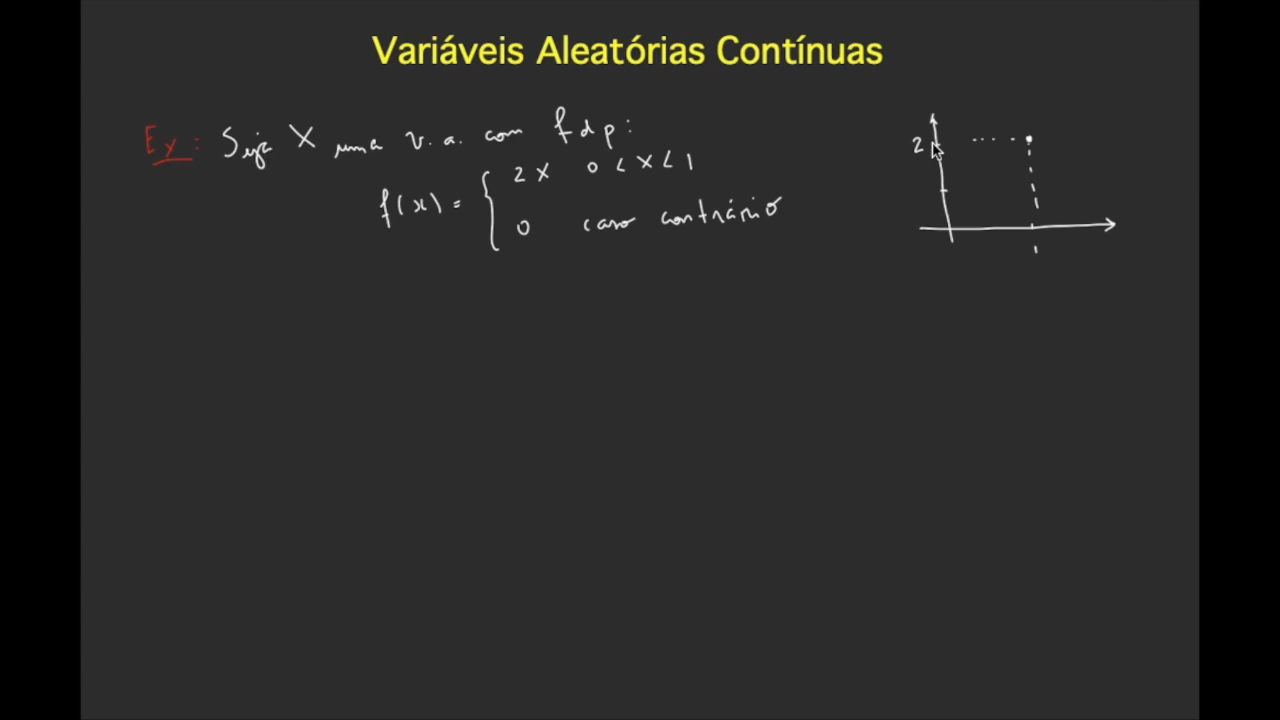 Variáveis Aleatórias Contínuas
Ex: Seja X uma v.a. com fdp:
f(x) = { 2x 0 < x < 1
0 caso contrário
2